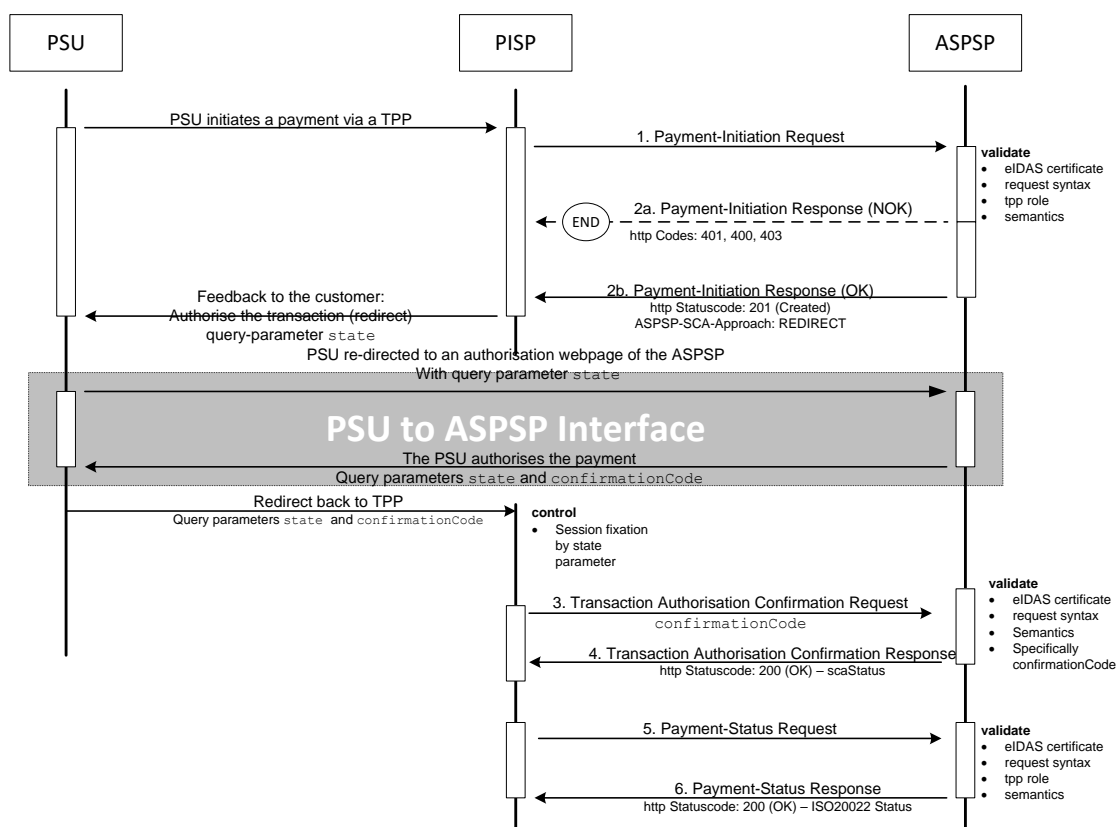 PSU
PISP
ASPSP
PSU initiates a payment via a TPP
1. Payment-Initiation Request
validate
• eIDAS certificate
• request syntax
• tpp role
• semantics
2a. Payment-Initiation Response (NOK)
END
http Codes: 401, 400, 403
2b. Payment-Initiation Response (OK)
http Statuscode: 201 (Created)
ASPSP-SCA-Approach: REDIRECT
Feedback to the customer:
Authorise the transaction (redirect)
query-parameter state
PSU re-directed to an authorisation webpage of the ASPSP
With query parameter state
PSU to ASPSP Interface
The PSU authorises the payment
Query parameters state and confirmationCode
Redirect back to TPP
Query parameters state and confirmationCode
control
• Session fixation
by state
parameter
3. Transaction Authorisation Confirmation Request
confirmationCode
validate
• eIDAS certificate
• request syntax
• Semantics
• Specifically
confirmationCode
4. Transaction Authorisation Confirmation Response
http Statuscode: 200 (OK) – scaStatus
5. Payment-Status Request
validate
• eIDAS certificate
• request syntax
• tpp role
• semantics
6. Payment-Status Response
http Statuscode: 200 (OK) – ISO20022 Status